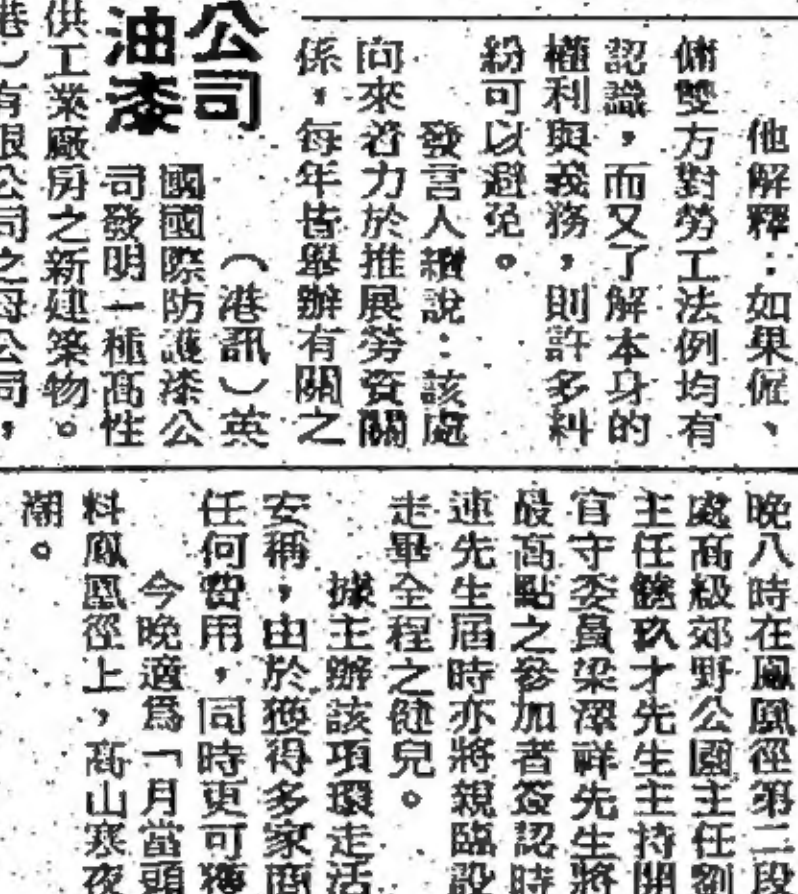 他解釋：如果僱、
傭雙方對勞工法例均有
認識，而又了解本身的
權利與義務，則許多糾
紛可以避免。
發言人續說：該處
向來着力於推展勞資關
係，每年皆舉辦有關之
公司
油漆
（港訊）英
國國際防護漆公
司發明一種高性
供工業廠房之新建築物。
港）有限公司之母公司，
晚八時在鳳凰徑第二段
處高級郊野公園主任劉
主任 玖才先生主持開
官守委員梁 祥先生將
最高點之參加者簽認時
連先生屆時亦將親臨設
走畢全程之健兒。
據主辦該項環走活
安稱，由於獲得多家商
任何費用，同時更可獲
今晚適為「月當頭
料鳳凰徑上，高山寒夜
潮。